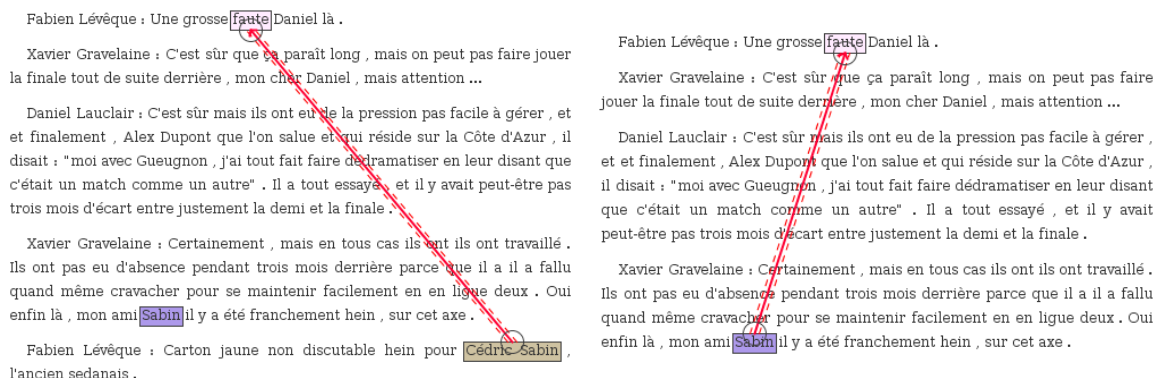 Fabien Lévêque : Une grosse faute Daniel là .
Xavier Gravelaine : C'est sûr que ça paraît long , mais on peut pas faire jouer
la finale tout de suite derrière , mon cher Daniel , mais attention ...
Daniel Lauclair : C'est sûr mais ils ont eu de la pression pas facile à gérer , et
et finalement , Alex Dupont que l'on salue et qui réside sur la Côte d'Azur , il
disait : "moi avec Gueugnon , j'ai tout fait faire dédramatiser en leur disant que
c'était un match comme un autre" . Il a tout essayé , et il y avait peut-être pas
trois mois d'écart entre justement la demi et la finale .
Xavier Gravelaine : Certainement , mais en tous cas ils ont ils ont travaillé .
Ils ont pas eu d'absence pendant trois mois derrière parce que il a il a fallu
quand même cravacher pour se maintenir facilement en en ligue deux . Oui
enfin là , mon ami Sabin il y a été franchement hein , sur cet axe .
Fabien Lévêque : Carton jaune non discutable hein pour Cédric Sabin ,
l'ancien sedanais .
Fabien Lévêque : Une grosse faute Daniel là .
Xavier Gravelaine : C'est sûr que ça paraît long , mais on peut pas faire
jouer la finale tout de suite derrière , mon cher Daniel , mais attention ...
Daniel Lauclair : C'est sûr mais ils ont eu de la pression pas facile à gérer ,
et et finalement , Alex Dupont que l'on salue et qui réside sur la Côte d'Azur ,
il disait : "moi avec Gueugnon , j'ai tout fait faire dédramatiser en leur disant
que c'était un match comme un autre" . Il a tout essayé , et il y avait
peut-être pas trois mois d'écart entre justement la demi et la finale .
Xavier Gravelaine : Certainement , mais en tous cas ils ont ils ont travaillé .
Ils ont pas eu d'absence pendant trois mois derrière parce que il a il a fallu
quand même cravacher pour se maintenir facilement en en ligue deux . Oui
enfin là , mon ami Sabin il y a été franchement hein , sur cet axe .